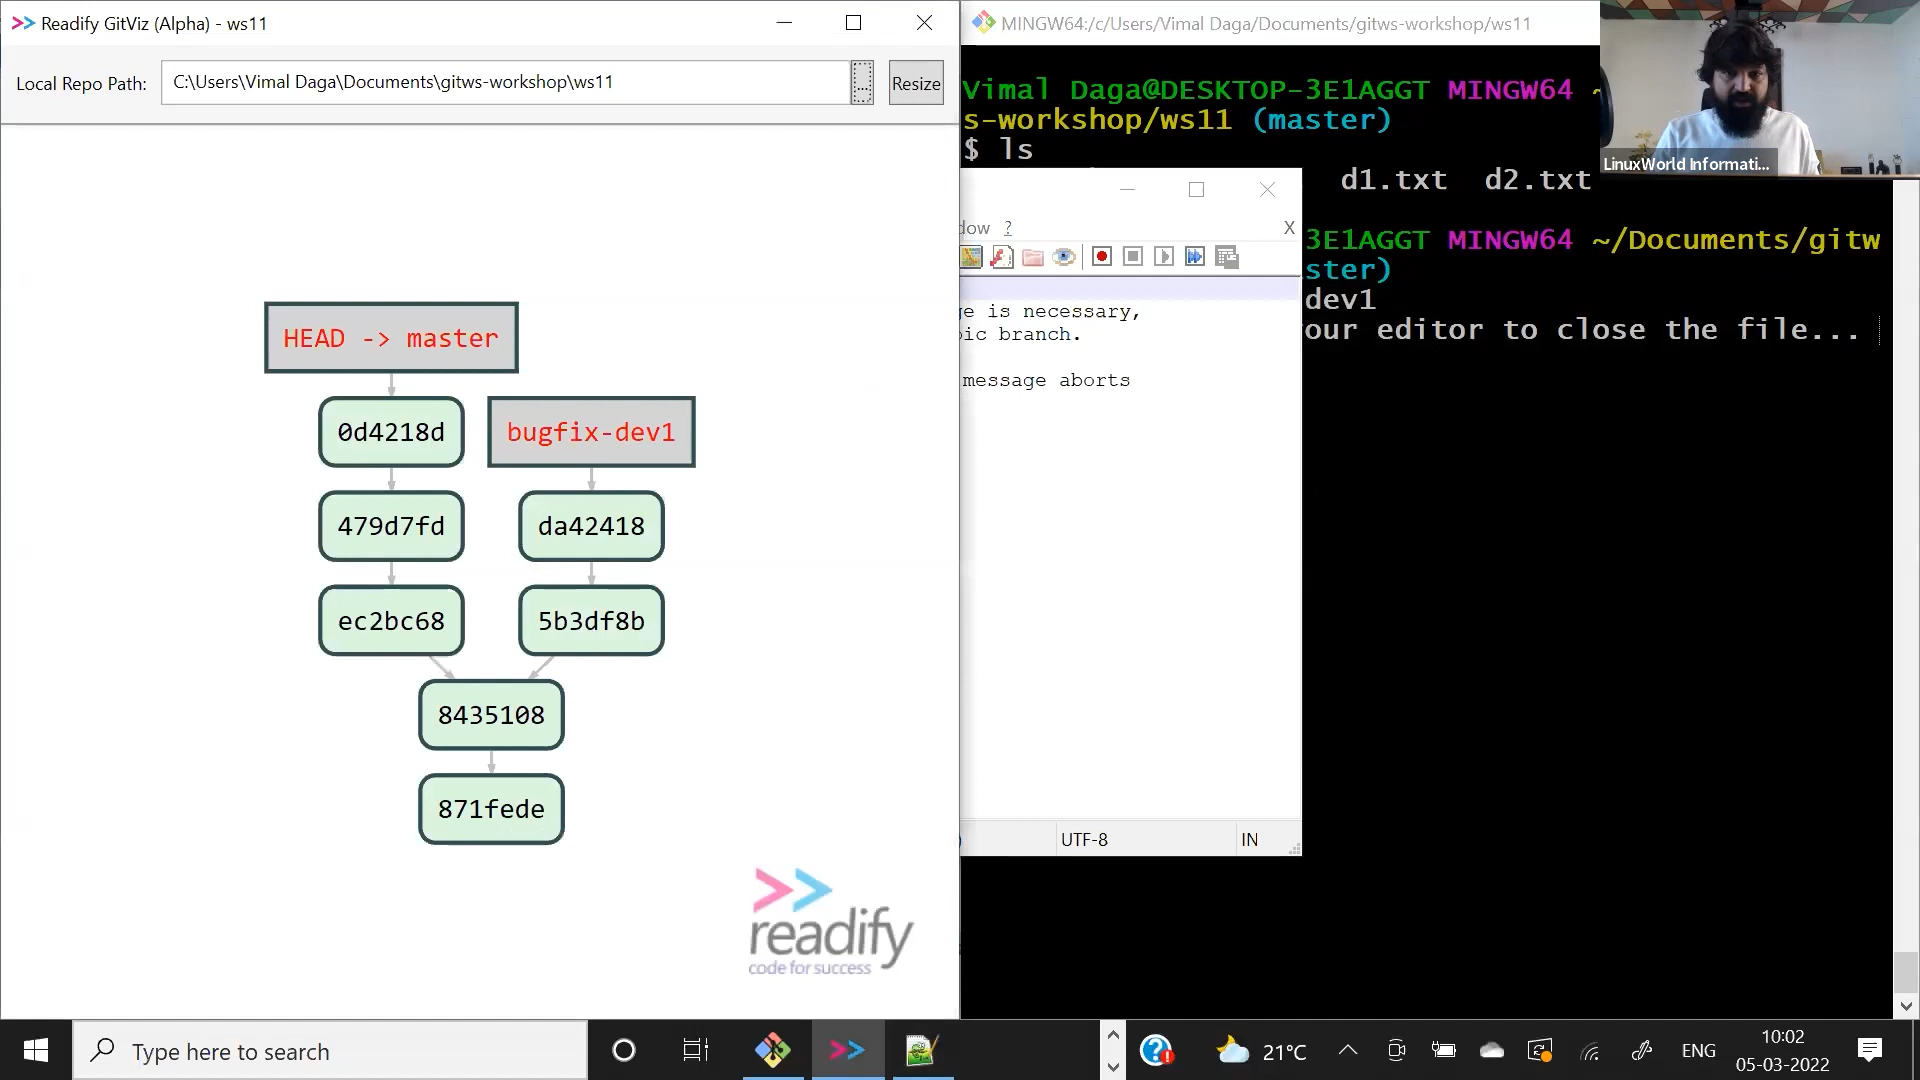 Readify GitViz (Alpha) - ws11
Local Repo Path:
C:\Users\Vimal Daga\Documents\gitws-workshop\ws11
...
Resize
HEAD -> master
0d4218d
bugfix-dev1
479d7fd
da42418
ec2bc68
5b3df8b
8435108
871fede
readify
code for success
MINGW64:/c/Users/Vimal Daga/Documents/gitws-workshop/ws11
Vimal Daga@DESKTOP-3E1AGGT MINGW64 ~
s-workshop/ws11 (master)
$ ls
d1.txt d2.txt
3E1AGGT MINGW64 ~/Documents/gitw
ster)
dev1
our editor to close the file...
LinuxWorld Informati...
dow ?
X
ge is necessary,
pic branch.
message aborts
UTF-8
IN
Type here to search
21°C
ENG
10:02
05-03-2022